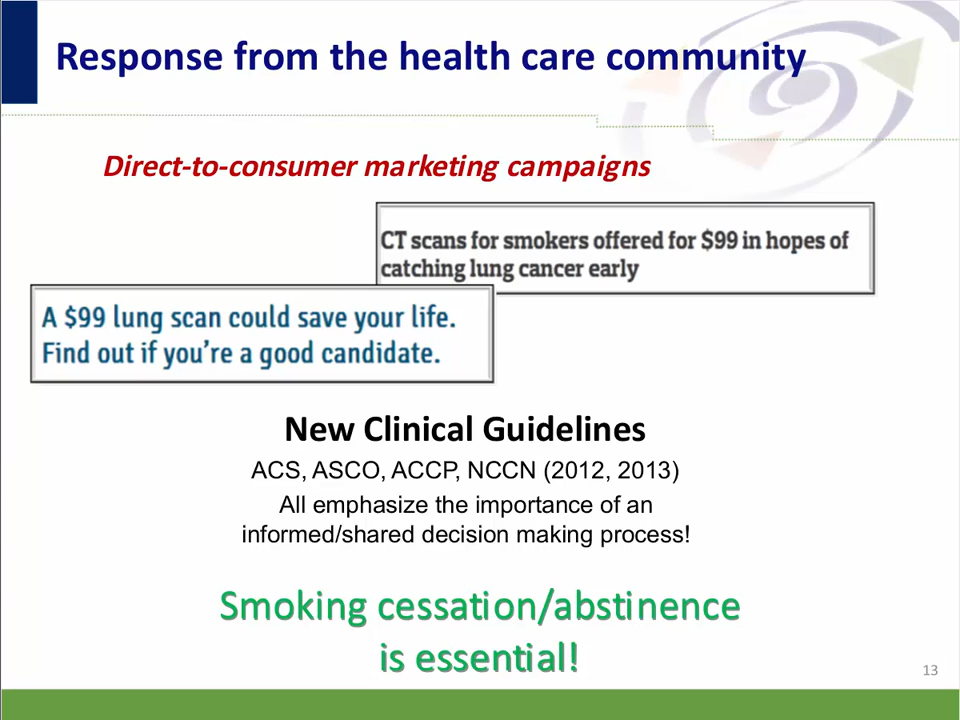 Response from the health care community
Direct-to-consumer marketing campaigns
CT scans for smokers offered for $99 in hopes of
catching lung cancer early
A $99 lung scan could save your life.
Find out if you're a good candidate.
New Clinical Guidelines
ACS, ASCO, ACCP, NCCN (2012, 2013)
All emphasize the importance of an
informed/shared decision making process!
Smoking cessation/abstinence
is essential!
13